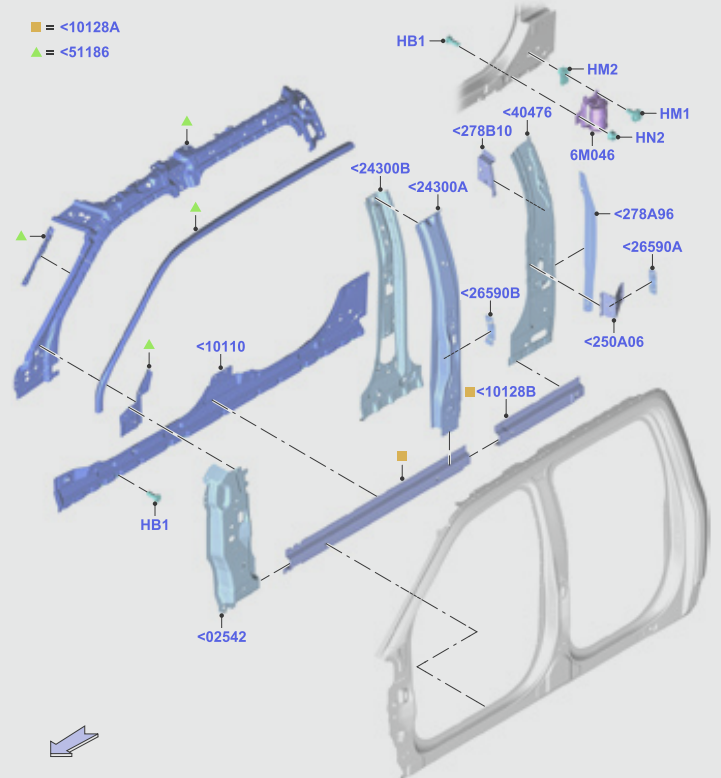 = <10128A
= <51186
HB1
HM2
HM1
<40476
<278B10
HN2
6M046
<24300B
<24300A
<278A96
<26590A
<26590B
<250A06
<10110
<10128B
HB1
<02542